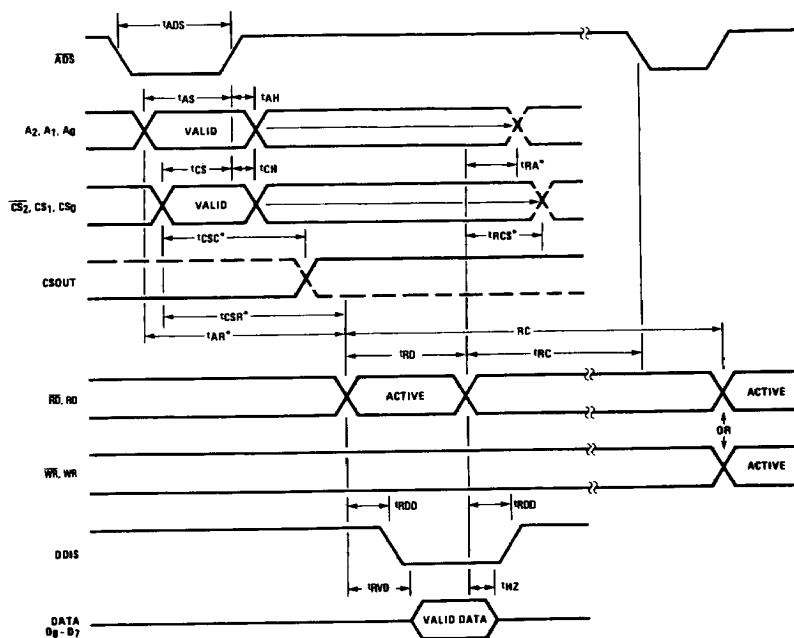 tADS
ADS
tAS tAH
A2, A1, A0 VALID
tCS tCH tRA*
CS2, CS1, CS0 VALID
tCSC* tRCS*
CSOUT
tCSR*
tAR* RC
tRD tRC
RD, RD ACTIVE ACTIVE
OR
WR, WR ACTIVE
tRDD tRDD
DDIS
tRVD tHZ
DATA VALID DATA
D0 - D7